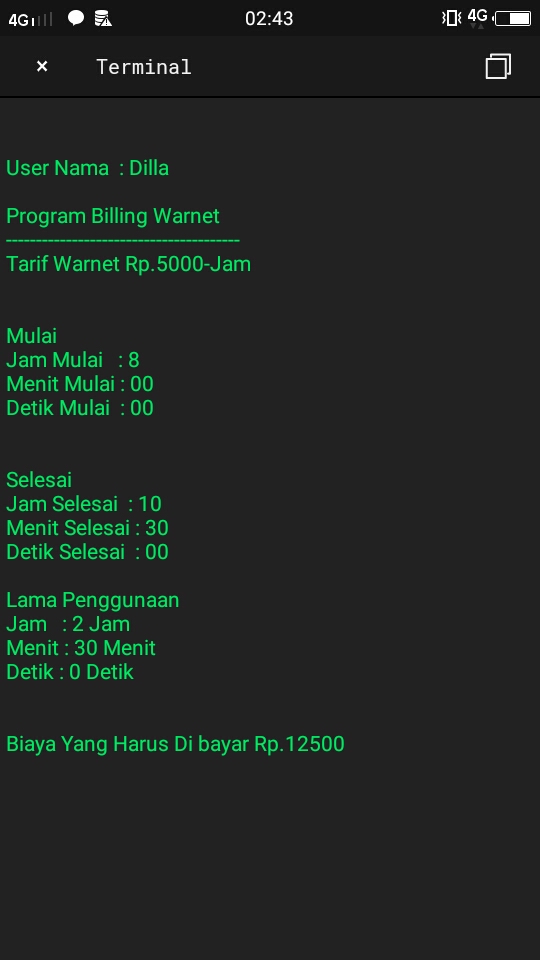 4G 02:43 4G
× Terminal
User Nama : Dilla
Program Billing Warnet
---------------------------------------
Tarif Warnet Rp.5000-Jam
Mulai
Jam Mulai : 8
Menit Mulai : 00
Detik Mulai : 00
Selesai
Jam Selesai : 10
Menit Selesai : 30
Detik Selesai : 00
Lama Penggunaan
Jam : 2 Jam
Menit : 30 Menit
Detik : 0 Detik
Biaya Yang Harus Di bayar Rp.12500